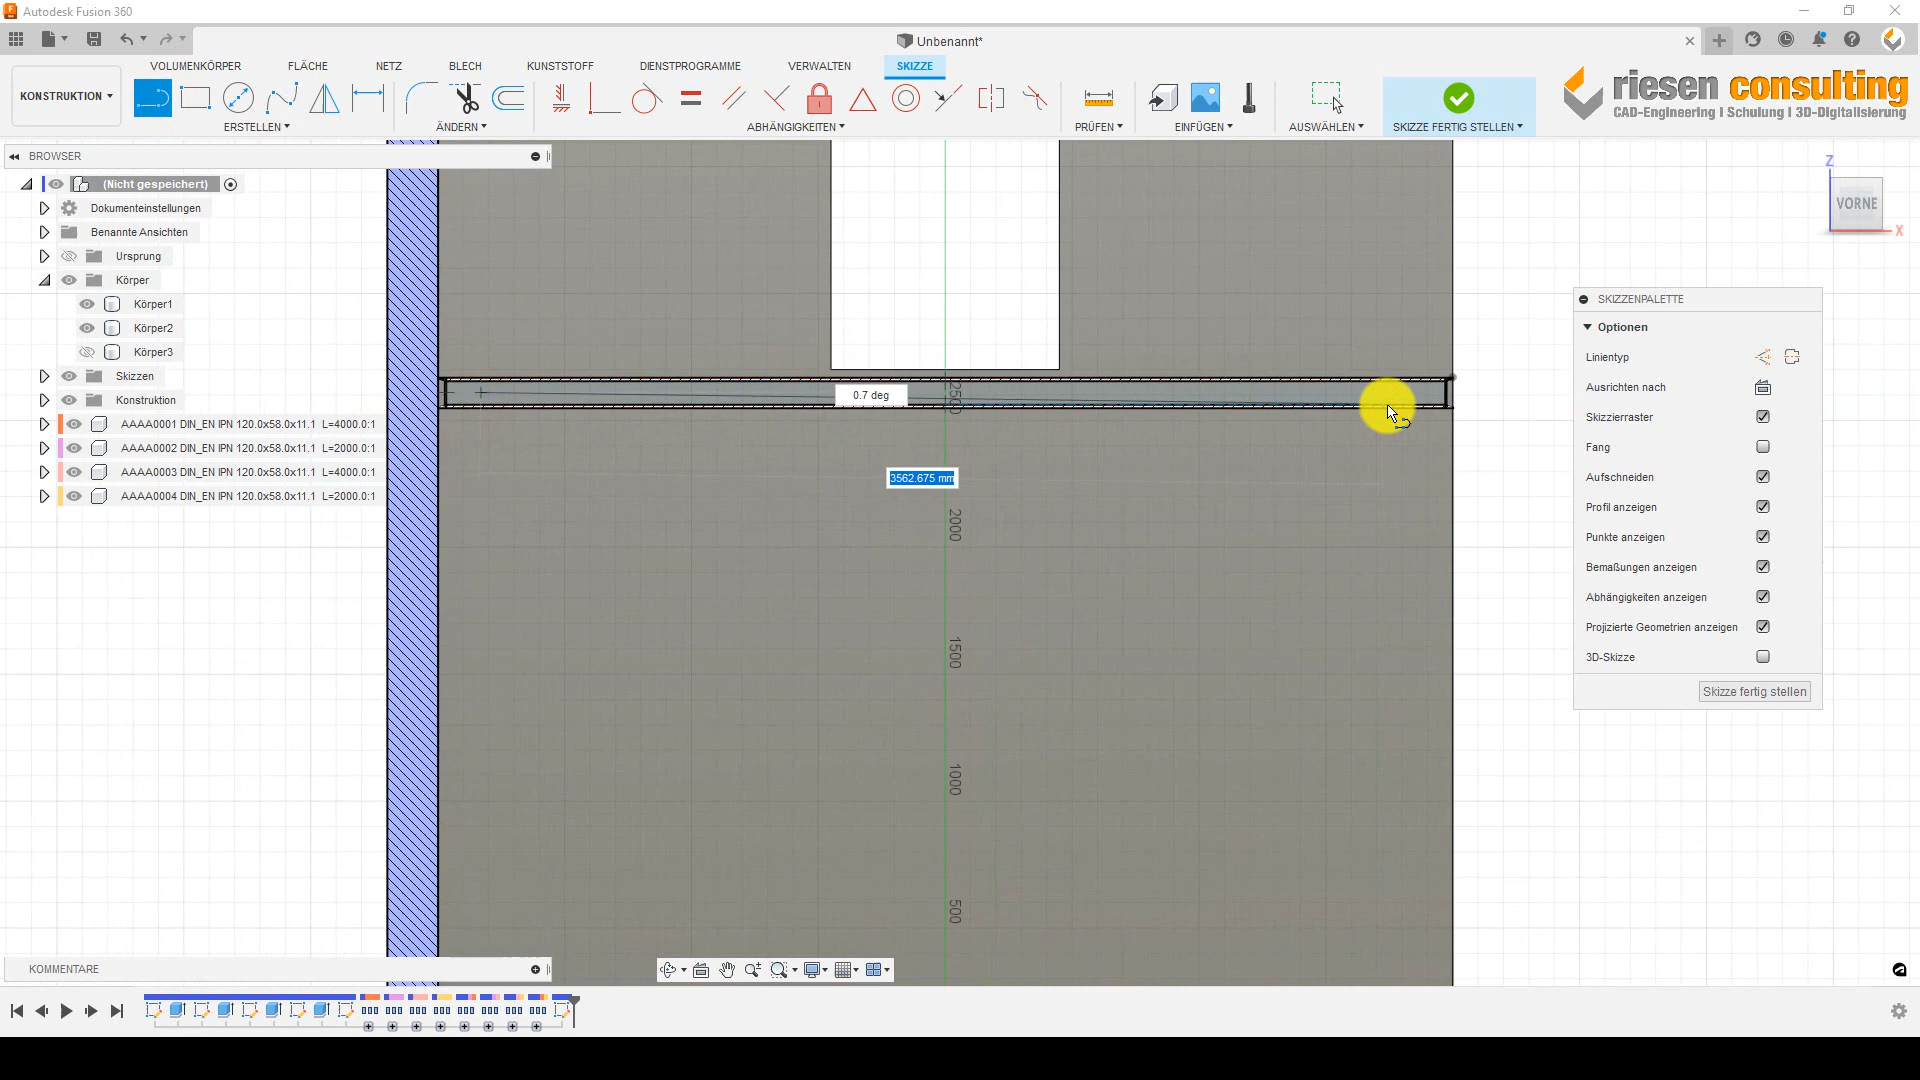 Autodesk Fusion 360
Unbenannt*
VOLUMENKÖRPER FLÄCHE NETZ BLECH KUNSTSTOFF DIENSTPROGRAMME VERWALTEN SKIZZE
KONSTRUKTION
ERSTELLEN ÄNDERN ABHÄNGIGKEITEN PRÜFEN EINFÜGEN AUSWÄHLEN SKIZZE FERTIG STELLEN
riesen consulting
CAD-Engineering I Schulung I 3D-Digitalisierung
BROWSER
(Nicht gespeichert)
Dokumenteinstellungen
Benannte Ansichten
Ursprung
Körper
Körper1
Körper2
Körper3
Skizzen
Konstruktion
AAAA0001 DIN_EN IPN 120.0x58.0x11.1 L=4000.0:1
AAAA0002 DIN_EN IPN 120.0x58.0x11.1 L=2000.0:1
AAAA0003 DIN_EN IPN 120.0x58.0x11.1 L=4000.0:1
AAAA0004 DIN_EN IPN 120.0x58.0x11.1 L=2000.0:1
Z
VORNE
X
2500
0.7 deg
3562.675 mm
2000
1500
1000
500
SKIZZENPALETTE
Optionen
Linientyp
Ausrichten nach
Skizzierraster
Fang
Aufschneiden
Profil anzeigen
Punkte anzeigen
Bemaßungen anzeigen
Abhängigkeiten anzeigen
Projizierte Geometrien anzeigen
3D-Skizze
Skizze fertig stellen
KOMMENTARE